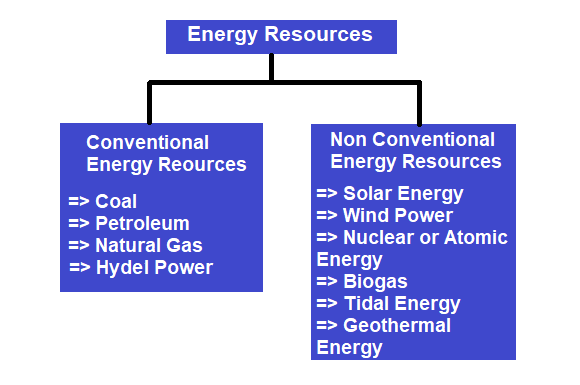 Energy Resources
Conventional
Energy Reources
=> Coal
=> Petroleum
=> Natural Gas
=> Hydel Power
Non Conventional
Energy Resources
=> Solar Energy
=> Wind Power
=> Nuclear or Atomic
Energy
=> Biogas
=> Tidal Energy
=> Geothermal
Energy